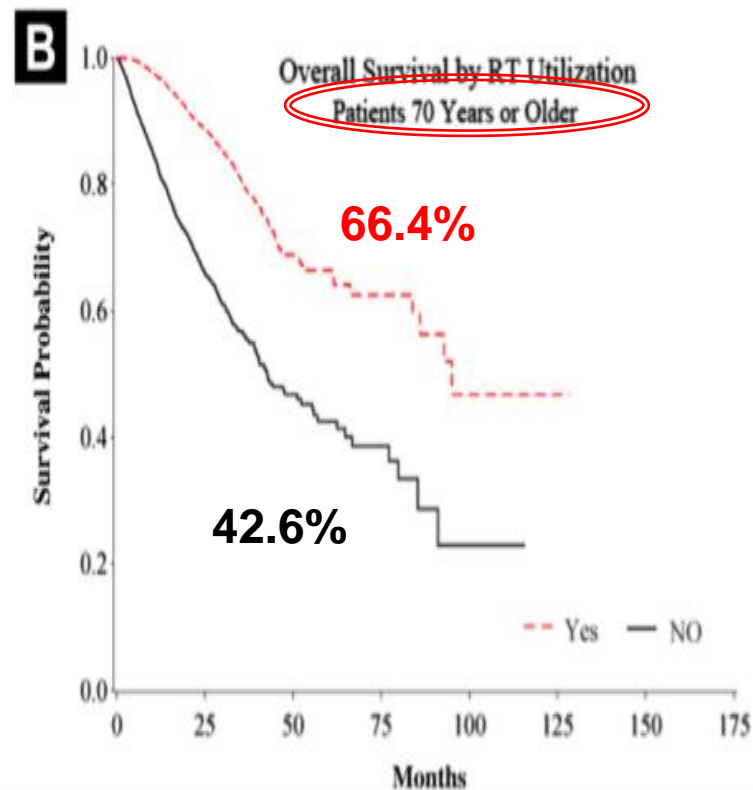 B
Overall Survival by RT Utilization
Patients 70 Years or Older
1.0
0.8
0.6
0.4
0.2
0.0
Survival Probability
66.4%
42.6%
Yes NO
0 25 50 75 100 125 150 175
Months